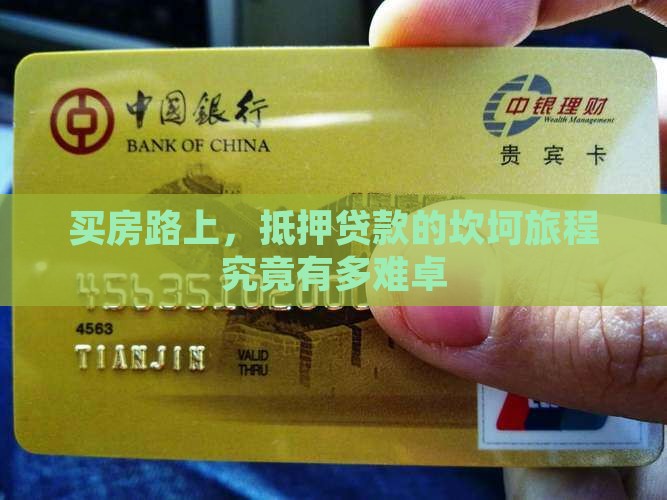 中国銀行
BANK OF CHINA
中银理财
Wealth Management
贵宾卡
买房路上，抵押贷款的坎坷旅程
究竟有多难卓
4563
TIANJIN
VALID
THRU